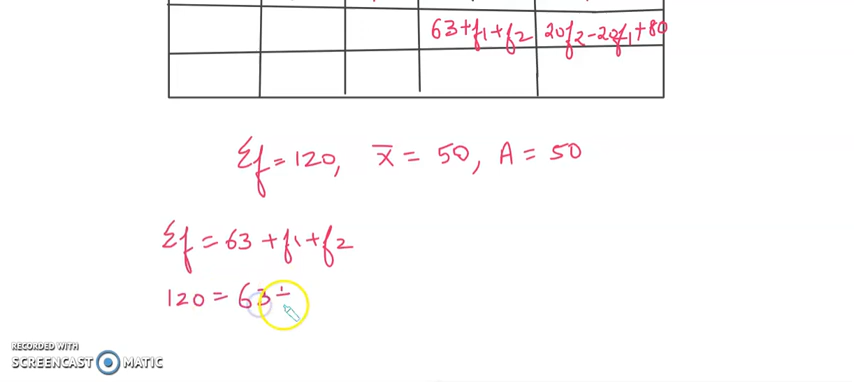 63+f1+f2 20f2-20f1+80
Σf=120, x̄ = 50, A = 50
Σf = 63 + f1 + f2
120 = 63 +
RECORDED WITH
SCREENCAST MATIC